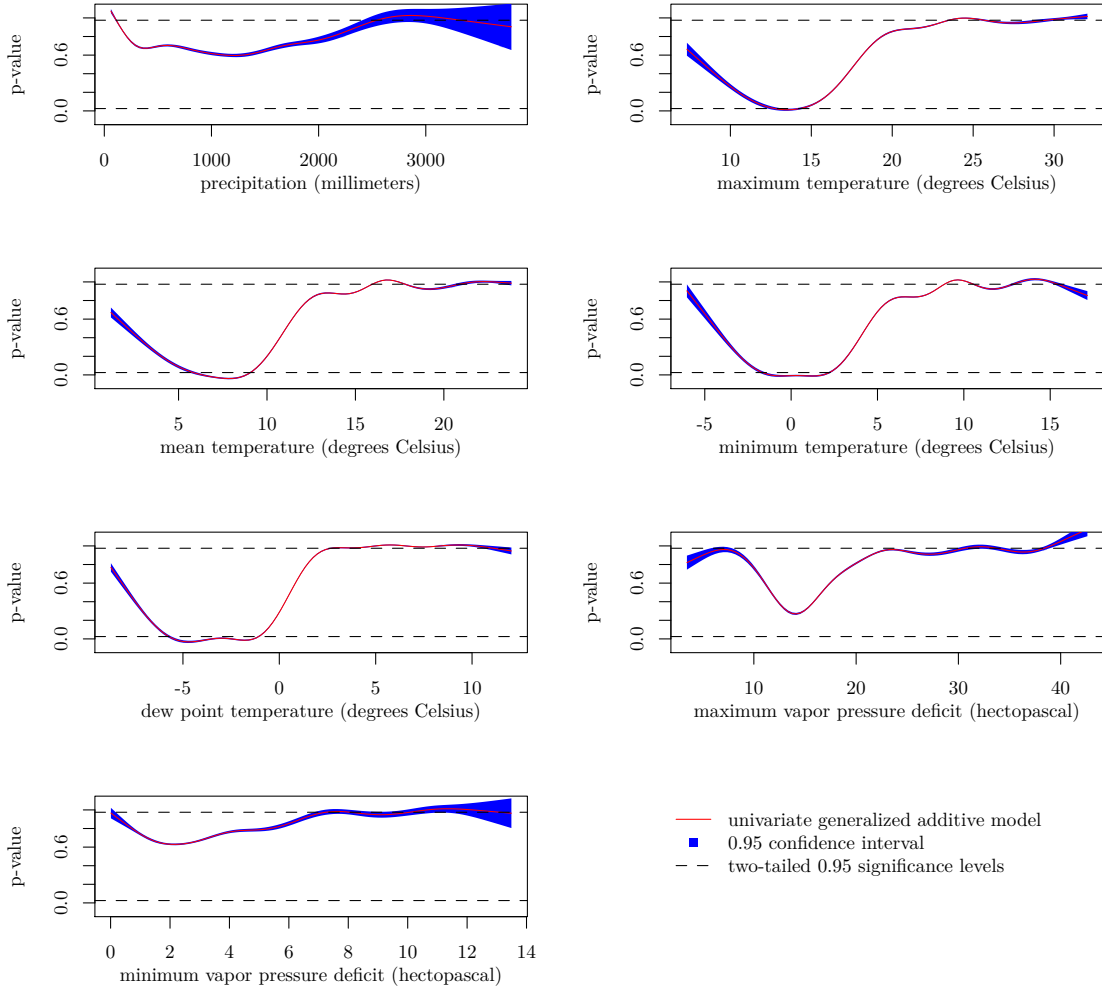 p-value
0.0
0.6
0
1000
2000
3000
precipitation (millimeters)
p-value
0.0
0.6
10
15
20
25
30
maximum temperature (degrees Celsius)
p-value
0.0
0.6
5
10
15
20
mean temperature (degrees Celsius)
p-value
0.0
0.6
-5
0
5
10
15
minimum temperature (degrees Celsius)
p-value
0.0
0.6
-5
0
5
10
dew point temperature (degrees Celsius)
p-value
0.0
0.6
10
20
30
40
maximum vapor pressure deficit (hectopascal)
p-value
0.0
0.6
0
2
4
6
8
10
12
14
minimum vapor pressure deficit (hectopascal)
univariate generalized additive model
0.95 confidence interval
two-tailed 0.95 significance levels